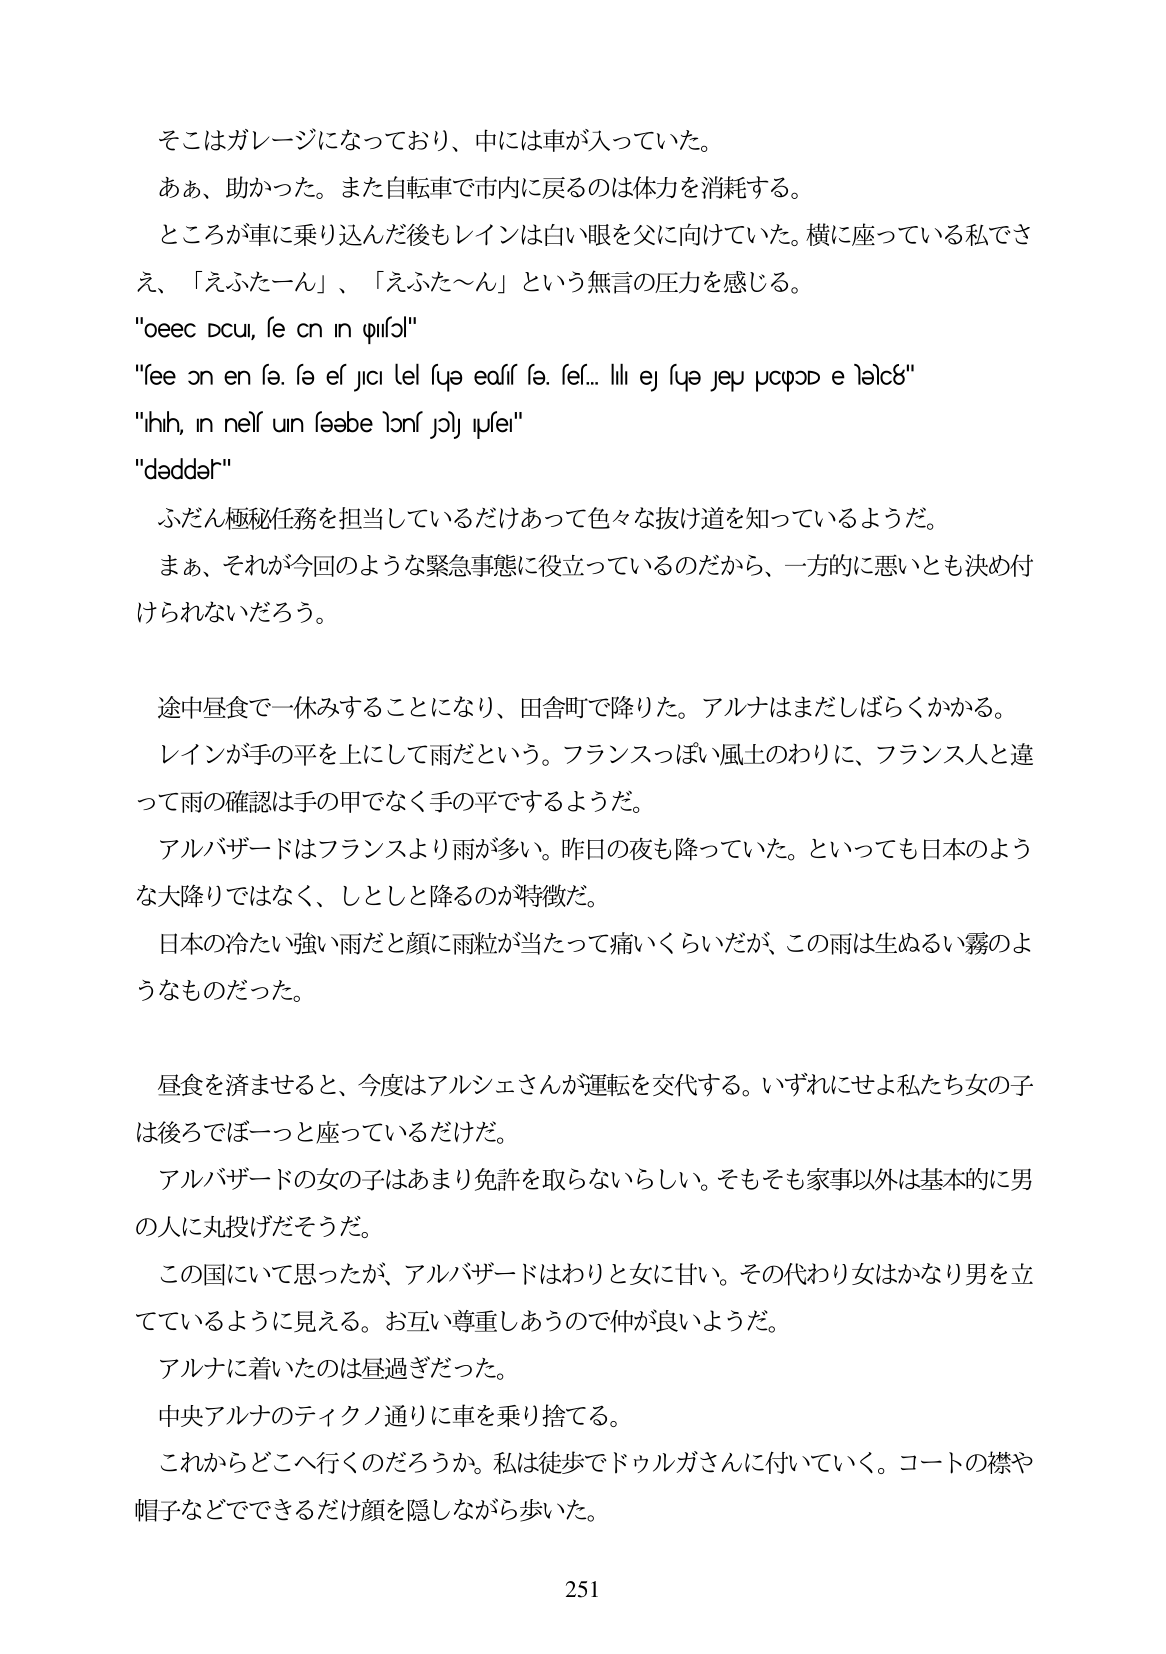 そこはガレージになっており、中には車が入っていた。
あぁ、助かった。また自転車で市内に戻るのは体力を消耗する。
ところが車に乗り込んだ後もレインは白い眼を父に向けていた。横に座っている私でさ
え、「えふたーん」、「えふた〜ん」という無言の圧力を感じる。
ふだん極秘任務を担当しているだけあって色々な抜け道を知っているようだ。
まぁ、それが今回のような緊急事態に役立っているのだから、一方的に悪いとも決め付
けられないだろう。
途中昼食で一休みすることになり、田舎町で降りた。アルナはまだしばらくかかる。
レインが手の平を上にして雨だという。フランスっぽい風土のわりに、フランス人と違
って雨の確認は手の甲でなく手の平でするようだ。
アルバザードはフランスより雨が多い。昨日の夜も降っていた。といっても日本のよう
な大降りではなく、しとしと降るのが特徴だ。
日本の冷たい強い雨だと顔に雨粒が当たって痛いくらいだが、この雨は生ぬるい霧のよ
うなものだった。
昼食を済ませると、今度はアルシェさんが運転を交代する。いずれにせよ私たち女の子
は後ろでぼーっと座っているだけだ。
アルバザードの女の子はあまり免許を取らないらしい。そもそも家事以外は基本的に男
の人に丸投げだそうだ。
この国にいて思ったが、アルバザードはわりと女に甘い。その代わり女はかなり男を立
てているように見える。お互い尊重しあうので仲が良いようだ。
アルナに着いたのは昼過ぎだった。
中央アルナのティクノ通りに車を乗り捨てる。
これからどこへ行くのだろうか。私は徒歩でドゥルガさんに付いていく。コートの襟や
帽子などでできるだけ顔を隠しながら歩いた。
251